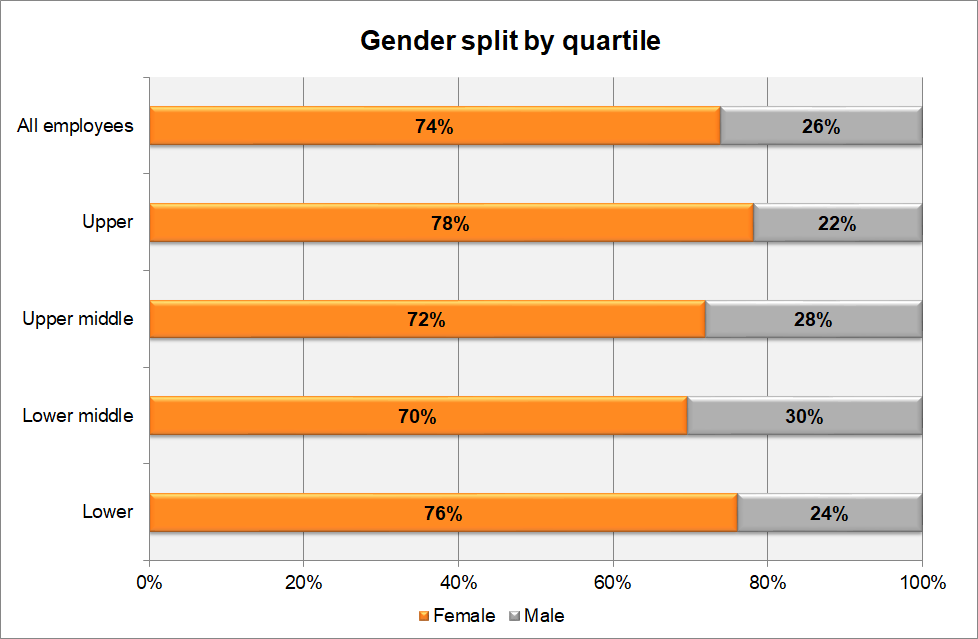 Gender split by quartile
All employees 74% 26%
Upper 78% 22%
Upper middle 72% 28%
Lower middle 70% 30%
Lower 76% 24%
0% 20% 40% 60% 80% 100%
Female Male